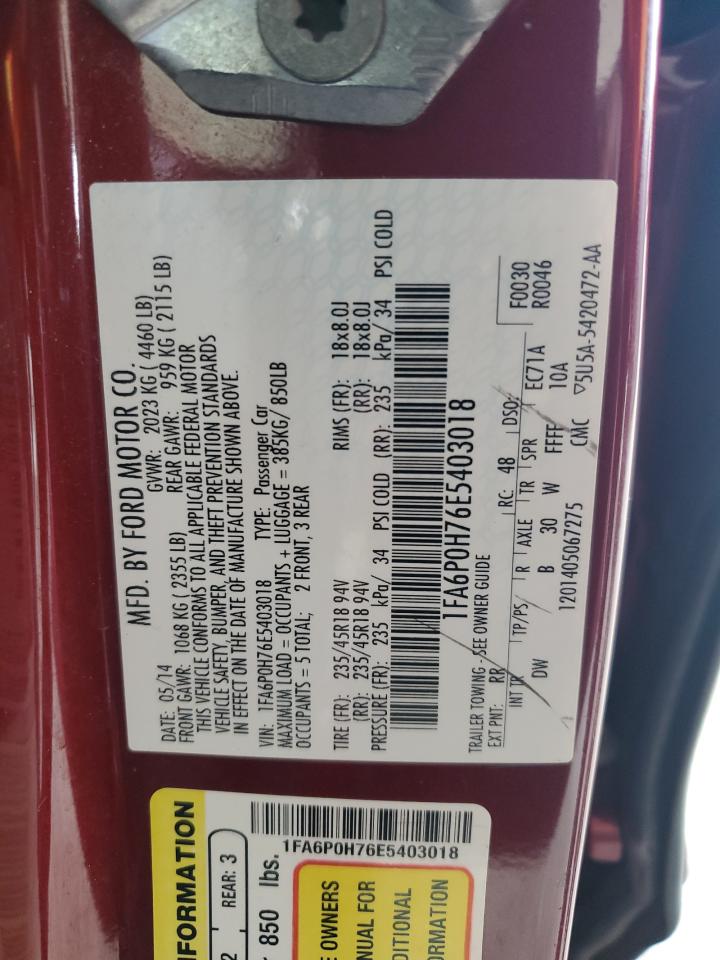 MFD. BY FORD MOTOR CO.
DATE: 05/14 GVWR: 2023 KG ( 4460 LB)
FRONT GAWR: 1068 KG ( 2355 LB) REAR GAWR: 959 KG ( 2115 LB)
THIS VEHICLE CONFORMS TO ALL APPLICABLE FEDERAL MOTOR
VEHICLE SAFETY, BUMPER, AND THEFT PREVENTION STANDARDS
IN EFFECT ON THE DATE OF MANUFACTURE SHOWN ABOVE.
VIN: 1FA6P0H76E5403018 TYPE: Passenger Car
MAXIMUM LOAD = OCCUPANTS + LUGGAGE = 385KG/ 850LB
OCCUPANTS = 5 TOTAL; 2 FRONT, 3 REAR
TIRE (FR): 235/45R18 94V RIMS (FR): 18x8.0J
(RR): 235/45R18 94V (RR): 18x8.0J
PRESSURE (FR): 235 kPa/ 34 PSI COLD (RR): 235 kPa/ 34 PSI COLD
1FA6P0H76E5403018
TRAILER TOWING - SEE OWNER GUIDE
EXT PNT: RR RC: 48 DSO: F0030
R0046
INT TR TP/PS R AXLE TR SPR EC71A
DW B 30 W FFFF 10A
1201405067275 CMC ▽5U5A-5420472-AA
NFORMATION
2 REAR: 3
850 lbs.
1FA6P0H76E5403018
E OWNERS
NUAL FOR
DITIONAL
ORMATION